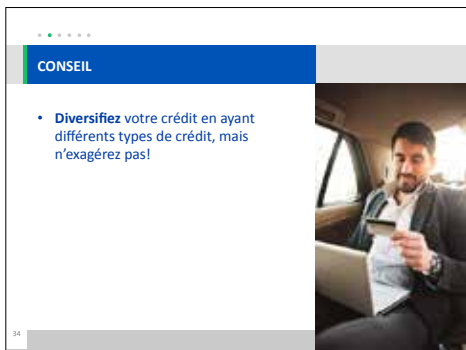 CONSEIL
• Diversifiez votre crédit en ayant
différents types de crédit, mais
n'exagérez pas!
34